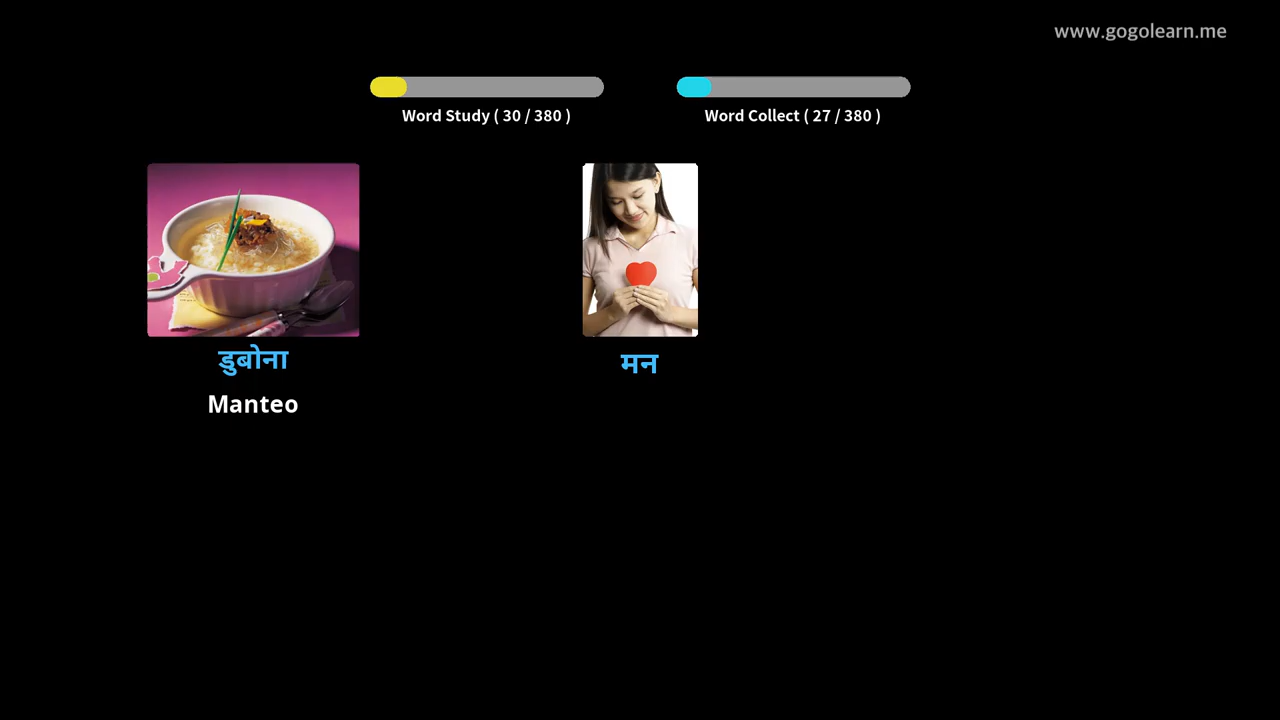 www.gogolearn.me
Word Study ( 30 / 380 )
Word Collect ( 27 / 380 )
डुबोना
मन
Manteo